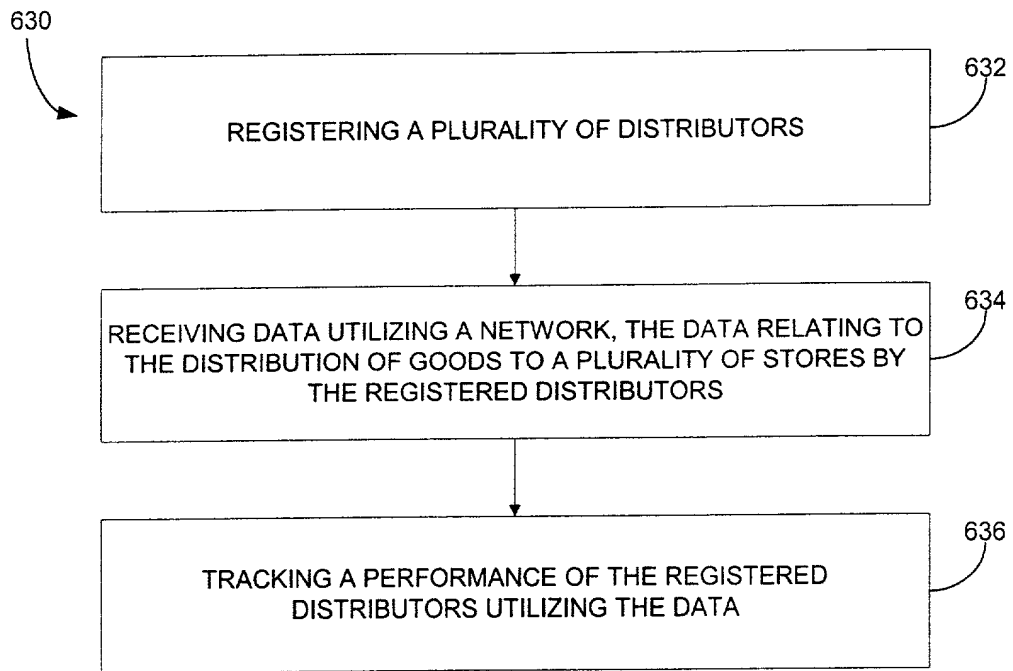 630
632
REGISTERING A PLURALITY OF DISTRIBUTORS
634
RECEIVING DATA UTILIZING A NETWORK, THE DATA RELATING TO
THE DISTRIBUTION OF GOODS TO A PLURALITY OF STORES BY
THE REGISTERED DISTRIBUTORS
636
TRACKING A PERFORMANCE OF THE REGISTERED
DISTRIBUTORS UTILIZING THE DATA